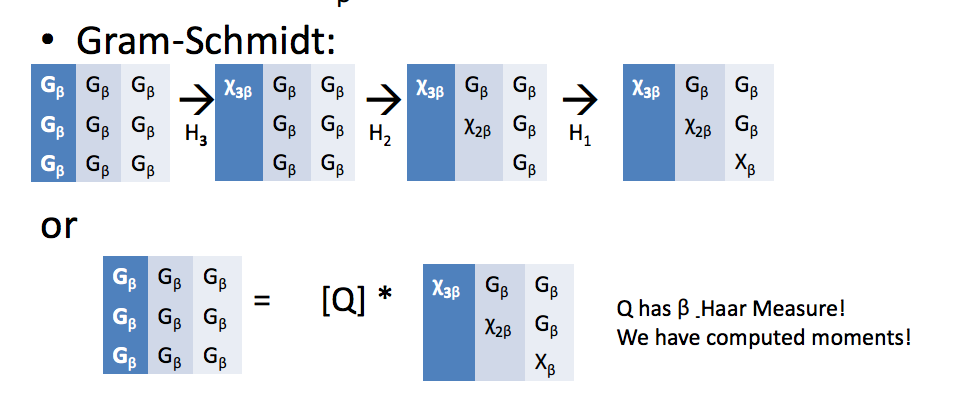 • Gram-Schmidt:
Gβ Gβ Gβ → χ3β Gβ Gβ → χ3β Gβ Gβ → χ3β Gβ Gβ
Gβ Gβ Gβ H3 Gβ Gβ H2 χ2β Gβ H1 χ2β Gβ
Gβ Gβ Gβ Gβ Gβ Gβ Xβ
or
Gβ Gβ Gβ χ3β Gβ Gβ
Gβ Gβ Gβ = [Q] * χ2β Gβ
Gβ Gβ Gβ Xβ
Q has β_Haar Measure!
We have computed moments!